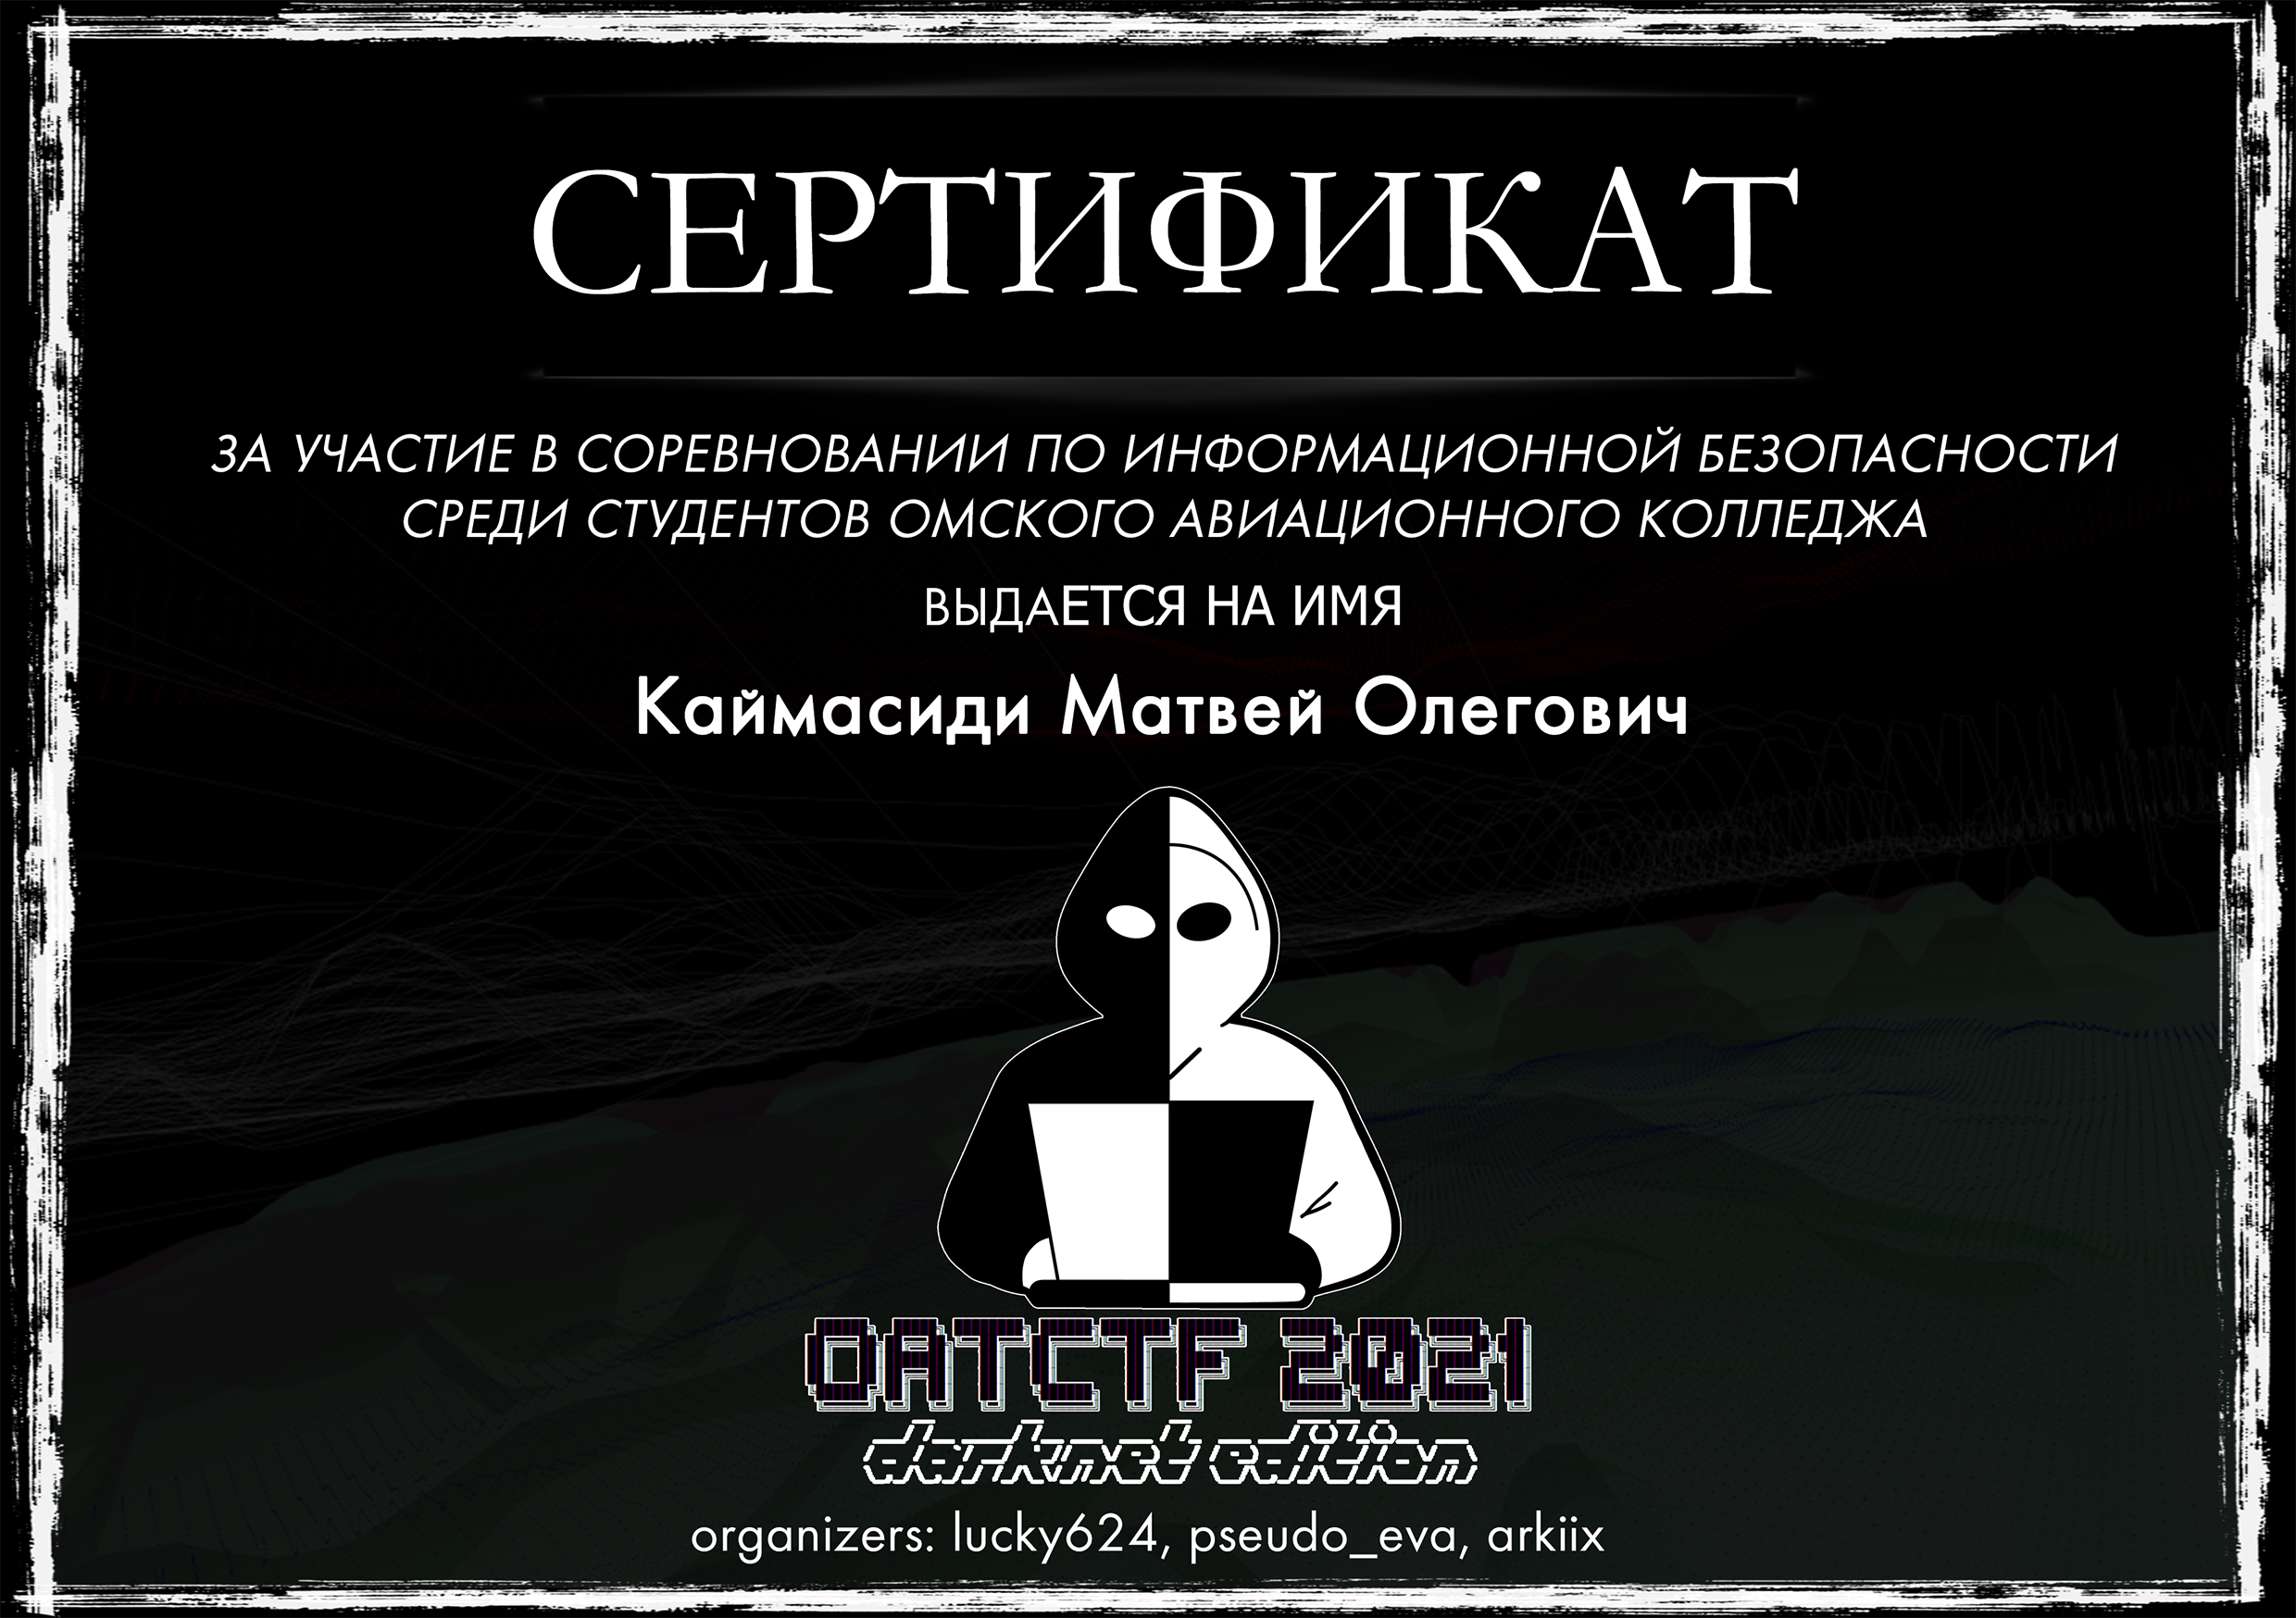 СЕРТИФИКАТ
ЗА УЧАСТИЕ В СОРЕВНОВАНИИ ПО ИНФОРМАЦИОННОЙ БЕЗОПАСНОСТИ
СРЕДИ СТУДЕНТОВ ОМСКОГО АВИАЦИОННОГО КОЛЛЕДЖА
ВЫДАЕТСЯ НА ИМЯ
Каймасиди Матвей Олегович
OATCTF 2021
darknet edition
organizers: lucky624, pseudo_eva, arkiix